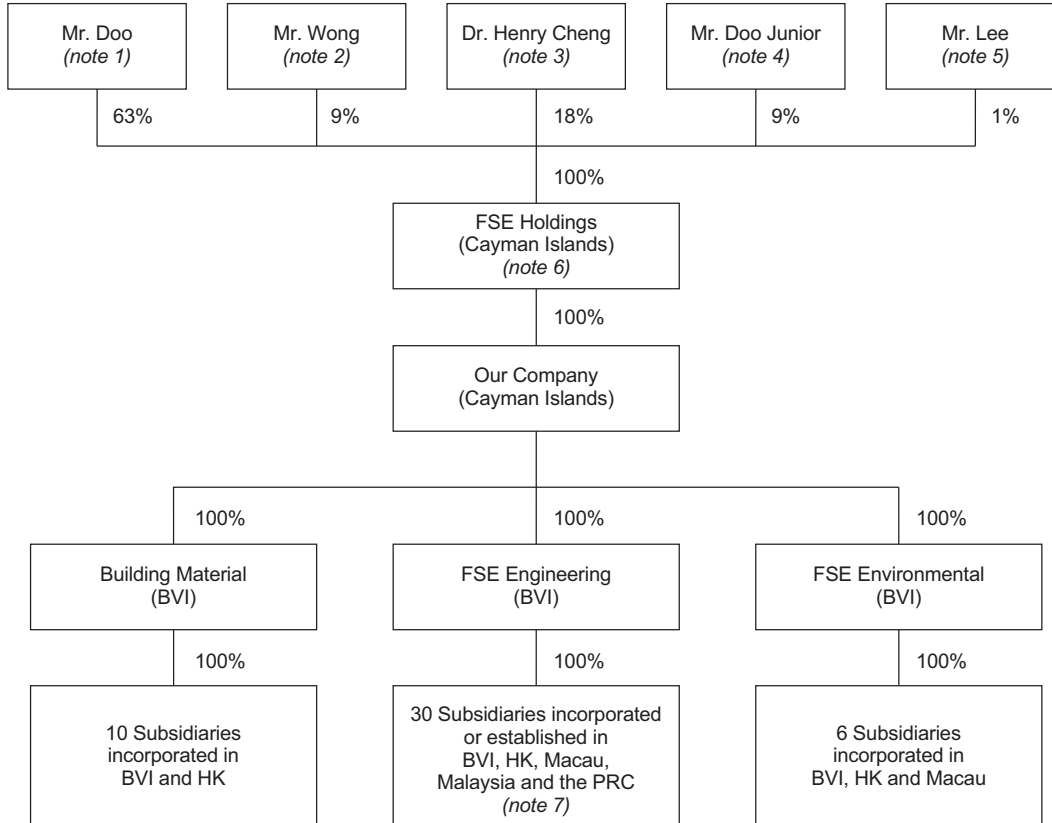 Mr. Doo
(note 1)
Mr. Wong
(note 2)
Dr. Henry Cheng
(note 3)
Mr. Doo Junior
(note 4)
Mr. Lee
(note 5)
63%
9%
18%
9%
1%
100%
FSE Holdings
(Cayman Islands)
(note 6)
100%
Our Company
(Cayman Islands)
100%
100%
100%
Building Material
(BVI)
FSE Engineering
(BVI)
FSE Environmental
(BVI)
100%
100%
100%
10 Subsidiaries
incorporated in
BVI and HK
30 Subsidiaries incorporated
or established in
BVI, HK, Macau,
Malaysia and the PRC
(note 7)
6 Subsidiaries
incorporated in
BVI, HK and Macau